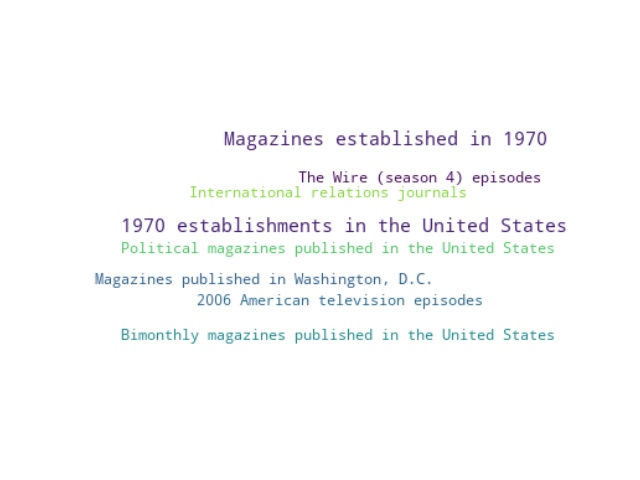 Magazines established in 1970
The Wire (season 4) episodes
International relations journals
1970 establishments in the United States
Political magazines published in the United States
Magazines published in Washington, D.C.
2006 American television episodes
Bimonthly magazines published in the United States